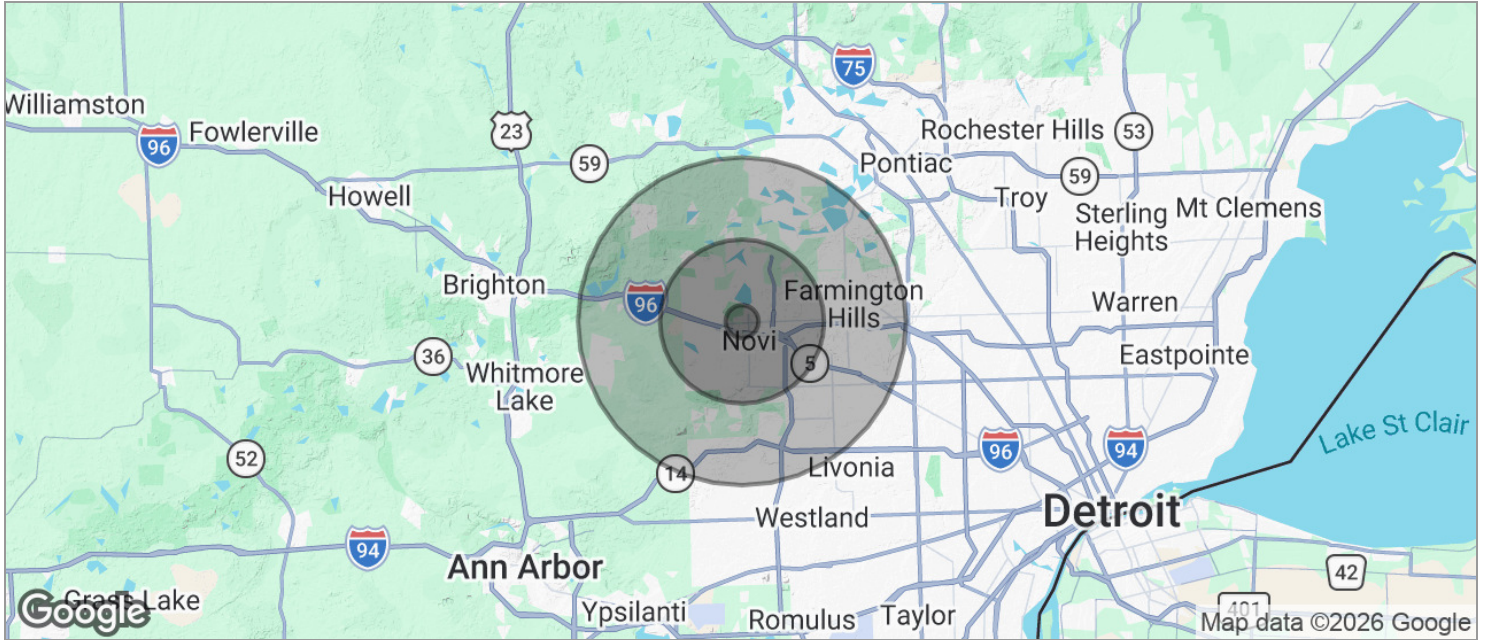 75
Williamston
96
Fowlerville
23
Rochester Hills
53
59
Pontiac
59
Howell
Troy
Sterling
Heights
Mt Clemens
Brighton
96
Farmington
Hills
Warren
Novi
36
5
Eastpointe
Whitmore
Lake
Lake St Clair
52
14
Livonia
96
94
Westland
Detroit
94
Ann Arbor
42
Grass Lake
Google
Ypsilanti
Romulus
Taylor
401
Map data ©2026 Google